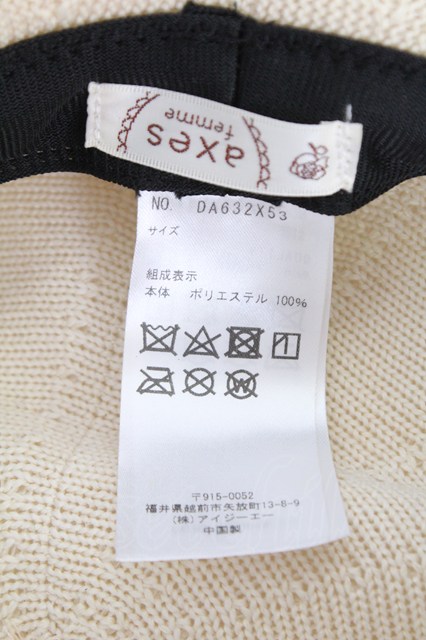 axes
femme
NO. DA632X53
サイズ
組成表示
本体 ポリエステル 100%
〒915-0052
福井県越前市矢放町13-8-9
(株) アイジーエー
中国製